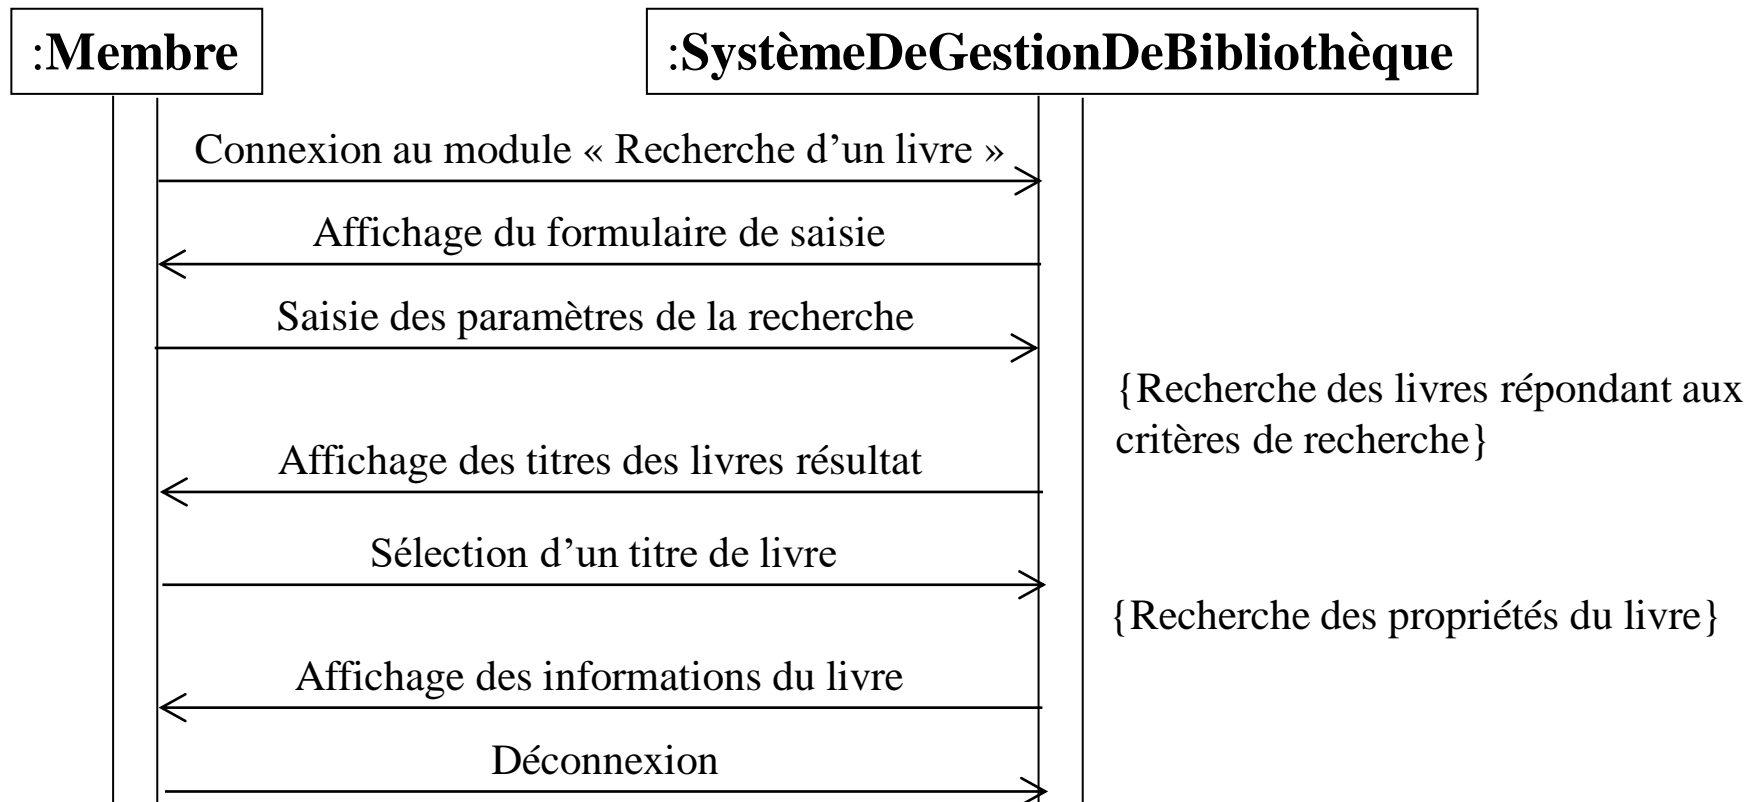 :Membre
:SystèmeDeGestionDeBibliothèque
Connexion au module « Recherche d’un livre »
Affichage du formulaire de saisie
Saisie des paramètres de la recherche
{Recherche des livres répondant aux
critères de recherche}
Affichage des titres des livres résultat
Sélection d’un titre de livre
{Recherche des propriétés du livre}
Affichage des informations du livre
Déconnexion